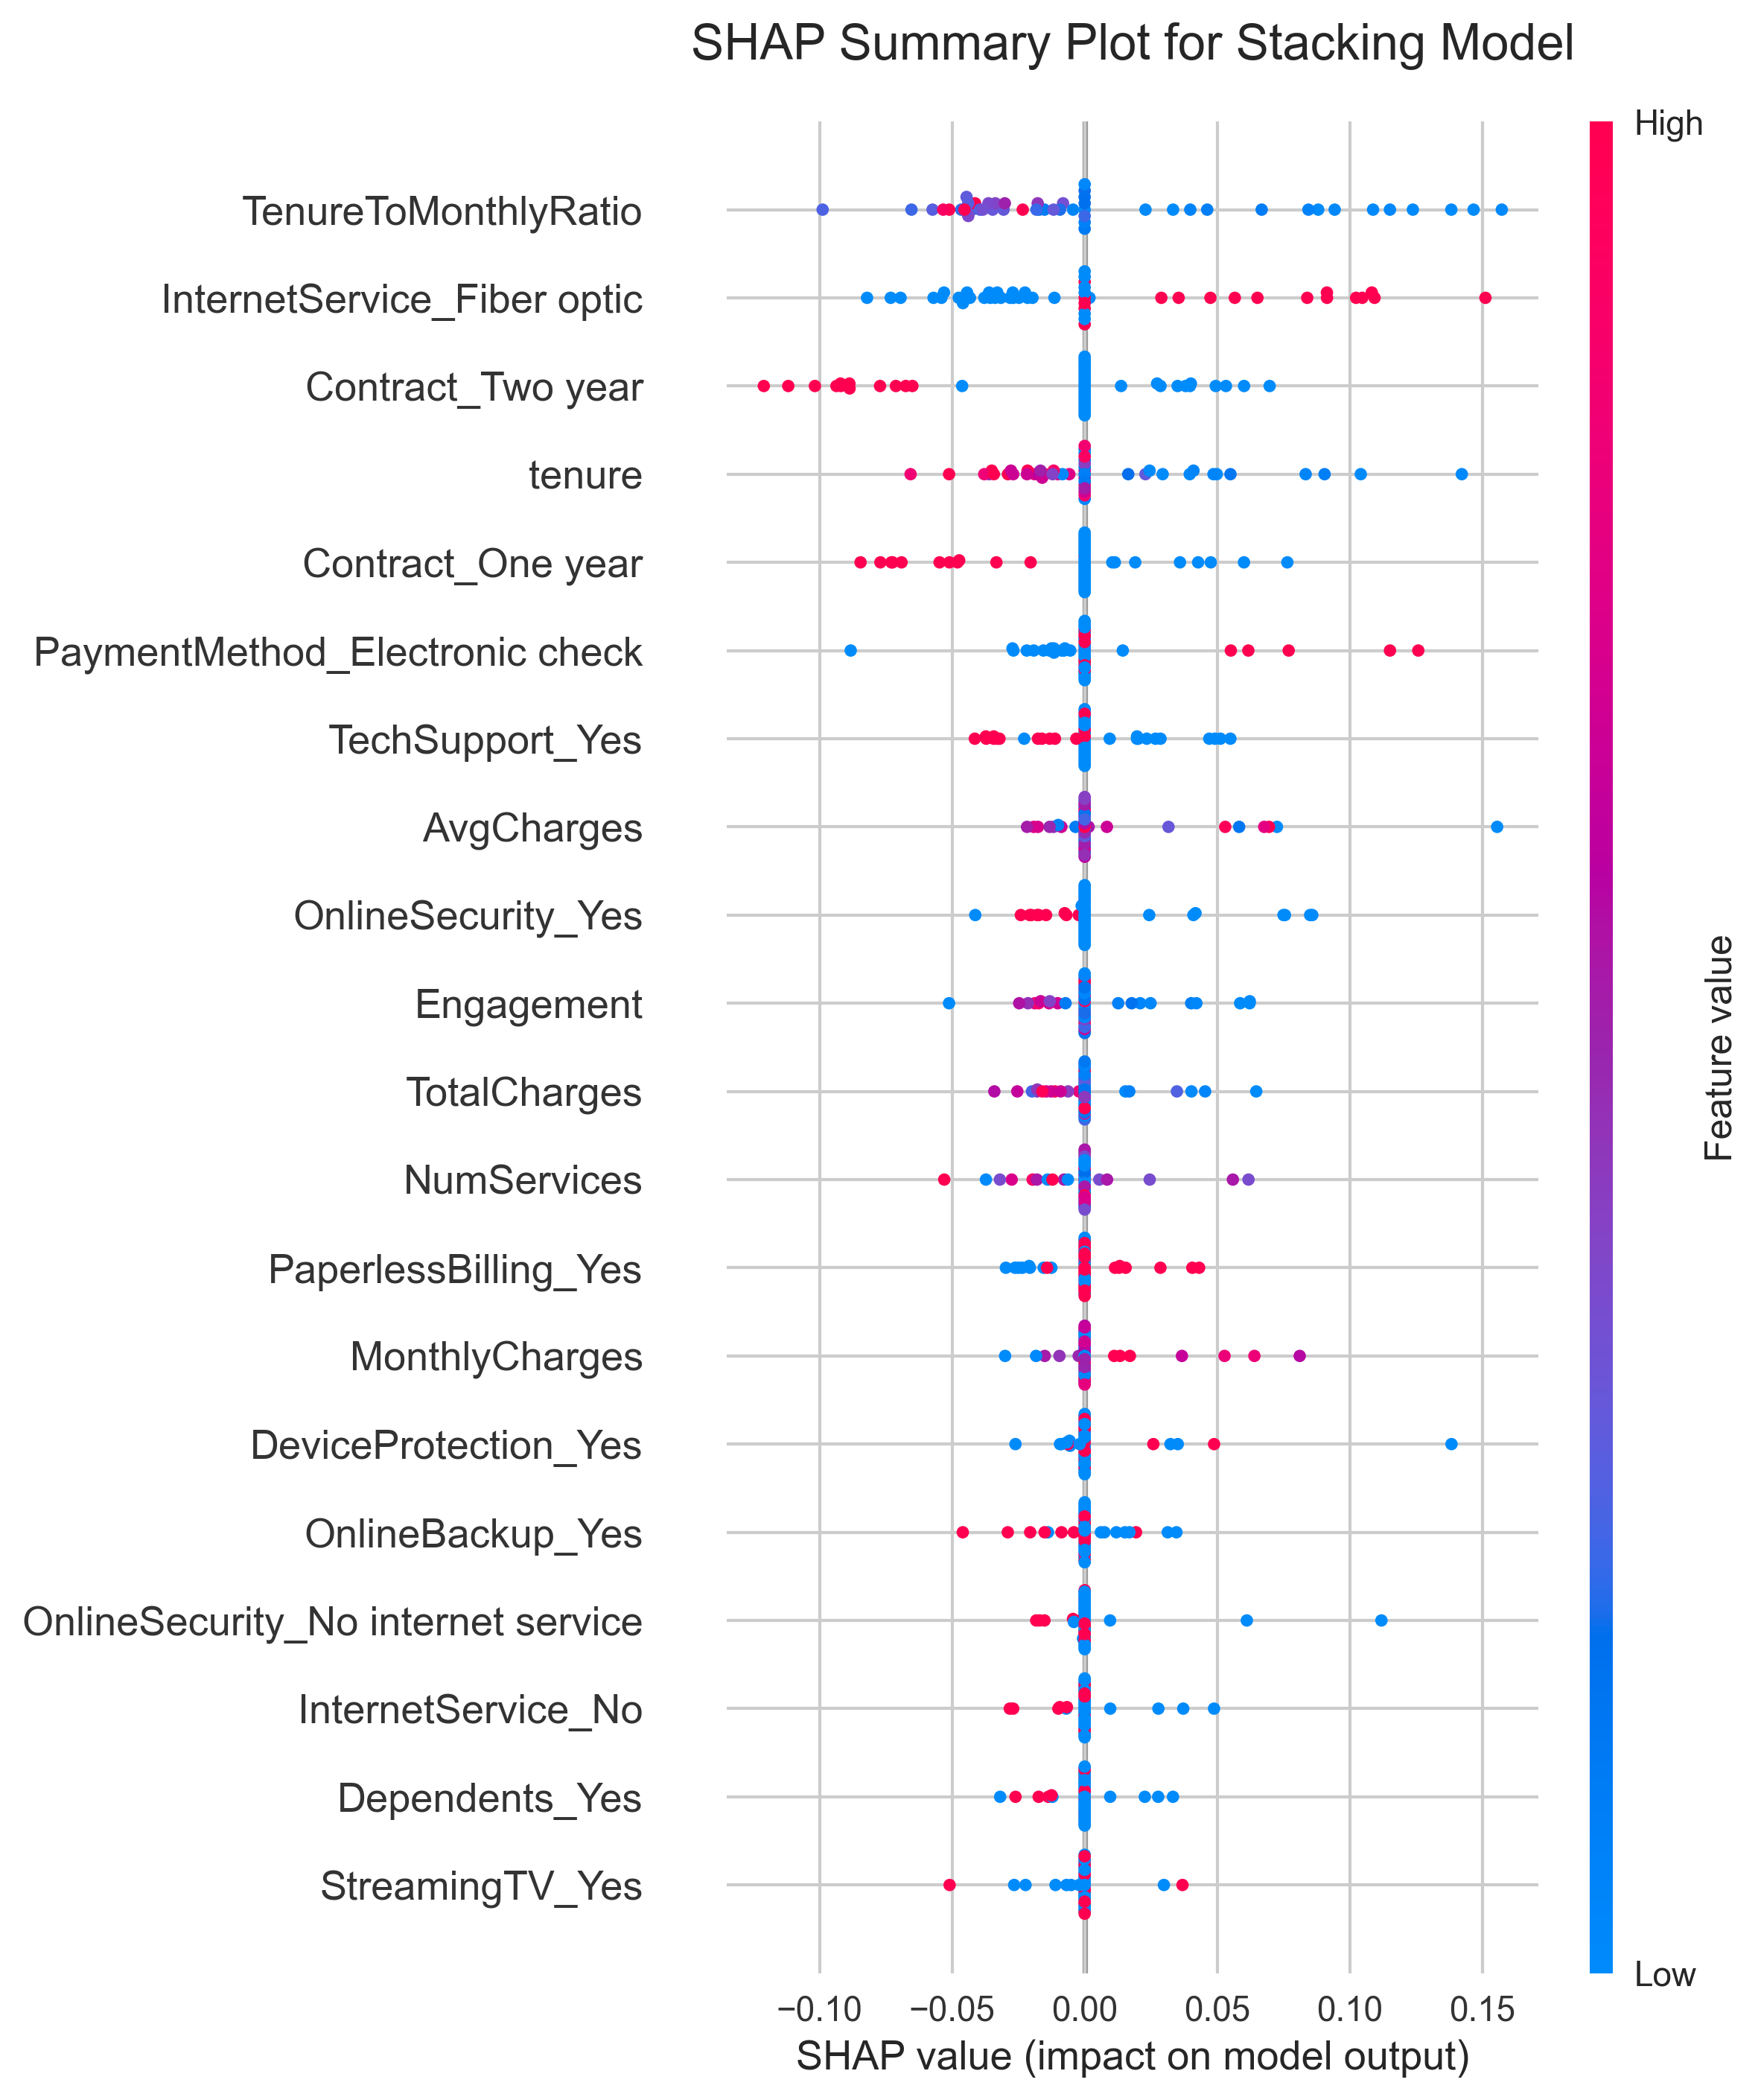 SHAP Summary Plot for Stacking Model
High
TenureToMonthlyRatio
InternetService_Fiber optic
Contract_Two year
tenure
Contract_One year
PaymentMethod_Electronic check
TechSupport_Yes
AvgCharges
OnlineSecurity_Yes
Engagement
TotalCharges
NumServices
PaperlessBilling_Yes
MonthlyCharges
DeviceProtection_Yes
OnlineBackup_Yes
OnlineSecurity_No internet service
InternetService_No
Dependents_Yes
StreamingTV_Yes
Feature value
Low
−0.10 −0.05 0.00 0.05 0.10 0.15
SHAP value (impact on model output)